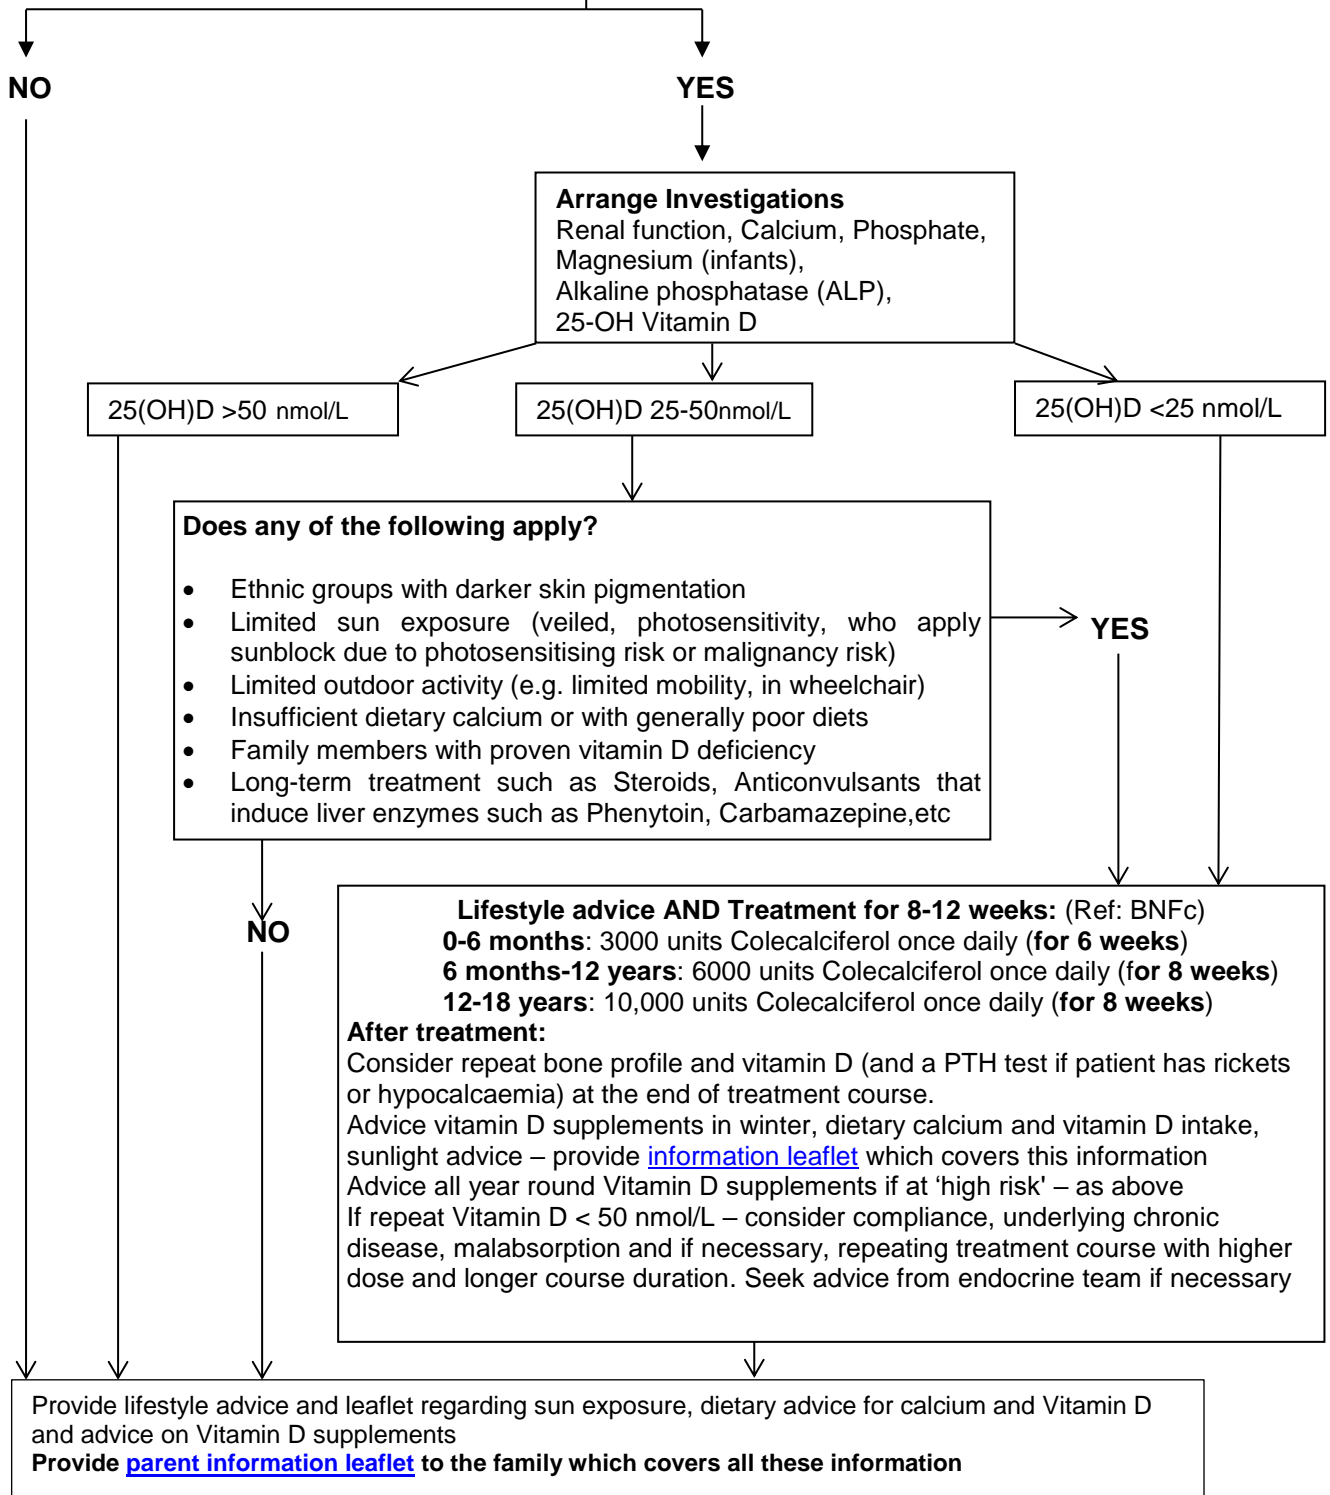 NO
YES
Arrange Investigations
Renal function, Calcium, Phosphate,
Magnesium (infants),
Alkaline phosphatase (ALP),
25-OH Vitamin D
25(OH)D >50 nmol/L
25(OH)D 25-50nmol/L
25(OH)D <25 nmol/L
Does any of the following apply?
• Ethnic groups with darker skin pigmentation
• Limited sun exposure (veiled, photosensitivity, who apply
sunblock due to photosensitising risk or malignancy risk)
• Limited outdoor activity (e.g. limited mobility, in wheelchair)
• Insufficient dietary calcium or with generally poor diets
• Family members with proven vitamin D deficiency
• Long-term treatment such as Steroids, Anticonvulsants that
induce liver enzymes such as Phenytoin, Carbamazepine,etc
YES
NO
Lifestyle advice AND Treatment for 8-12 weeks: (Ref: BNFc)
0-6 months: 3000 units Colecalciferol once daily (for 6 weeks)
6 months-12 years: 6000 units Colecalciferol once daily (for 8 weeks)
12-18 years: 10,000 units Colecalciferol once daily (for 8 weeks)
After treatment:
Consider repeat bone profile and vitamin D (and a PTH test if patient has rickets
or hypocalcaemia) at the end of treatment course.
Advice vitamin D supplements in winter, dietary calcium and vitamin D intake,
sunlight advice – provide information leaflet which covers this information
Advice all year round Vitamin D supplements if at ‘high risk' – as above
If repeat Vitamin D < 50 nmol/L – consider compliance, underlying chronic
disease, malabsorption and if necessary, repeating treatment course with higher
dose and longer course duration. Seek advice from endocrine team if necessary
Provide lifestyle advice and leaflet regarding sun exposure, dietary advice for calcium and Vitamin D
and advice on Vitamin D supplements
Provide parent information leaflet to the family which covers all these information